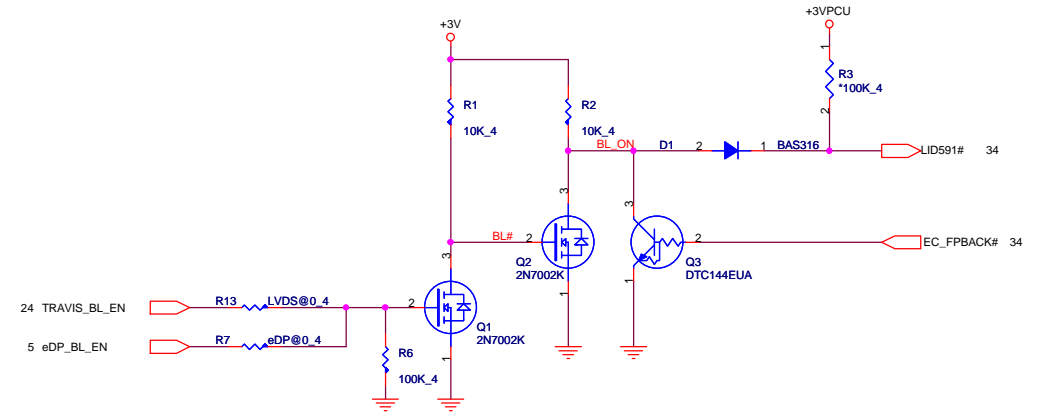 +3VPCU
+3V
1
R3
*100K_4
2
R1
10K_4
R2
10K_4
BL_ON
D1
2
1
BAS316
LID591#
34
3
3
BL#
2
Q2
2N7002K
1
2
Q3
DTC144EUA
1
EC_FPBACK#
34
3
24
TRAVIS_BL_EN
R13
LVDS@0_4
2
Q1
2N7002K
1
5
eDP_BL_EN
R7
eDP@0_4
R6
100K_4